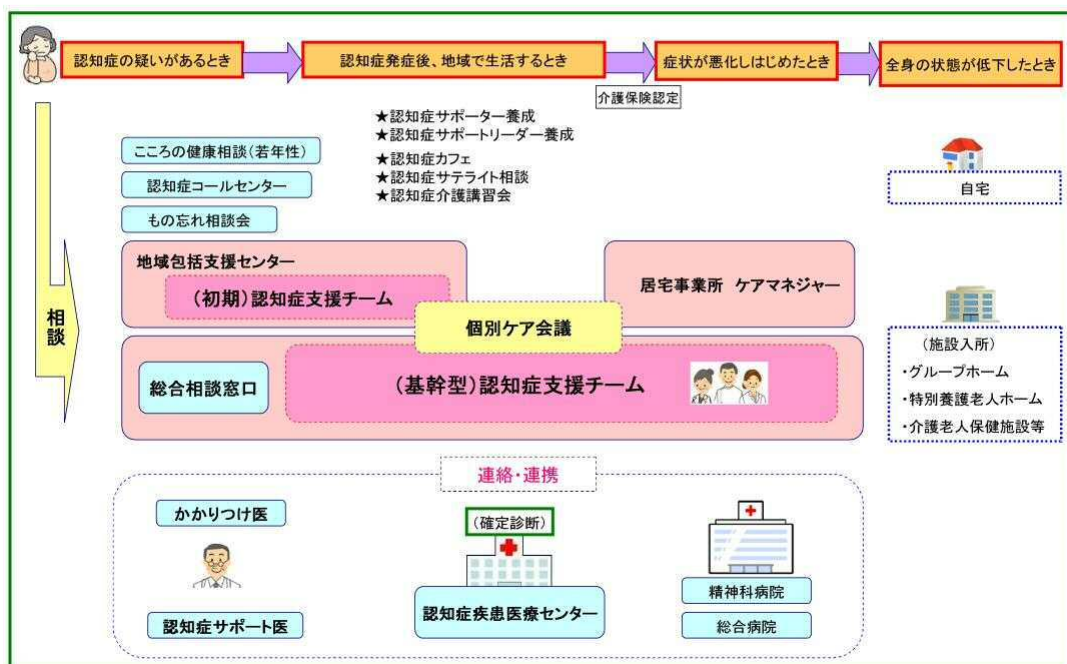 認知症の疑いがあるとき
認知症発症後、地域で生活するとき
症状が悪化しはじめたとき
全身の状態が低下したとき
介護保険認定
★認知症サポーター養成
★認知症サポートリーダー養成
★認知症カフェ
★認知症サテライト相談
★認知症介護講習会
こころの健康相談(若年性)
認知症コールセンター
もの忘れ相談会
自宅
相談
地域包括支援センター
(初期)認知症支援チーム
居宅事業所 ケアマネジャー
個別ケア会議
総合相談窓口
(基幹型)認知症支援チーム
(施設入所)
・グループホーム
・特別養護老人ホーム
・介護老人保健施設等
連絡・連携
かかりつけ医
認知症サポート医
(確定診断)
認知症疾患医療センター
精神科病院
総合病院